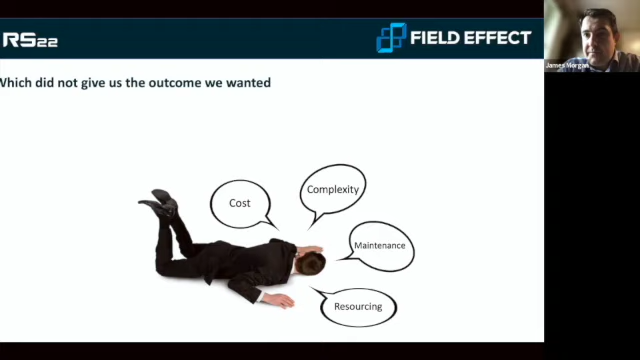 RS22
FIELD EFFECT
Which did not give us the outcome we wanted
Cost
Complexity
Maintenance
Resourcing
James Morgan